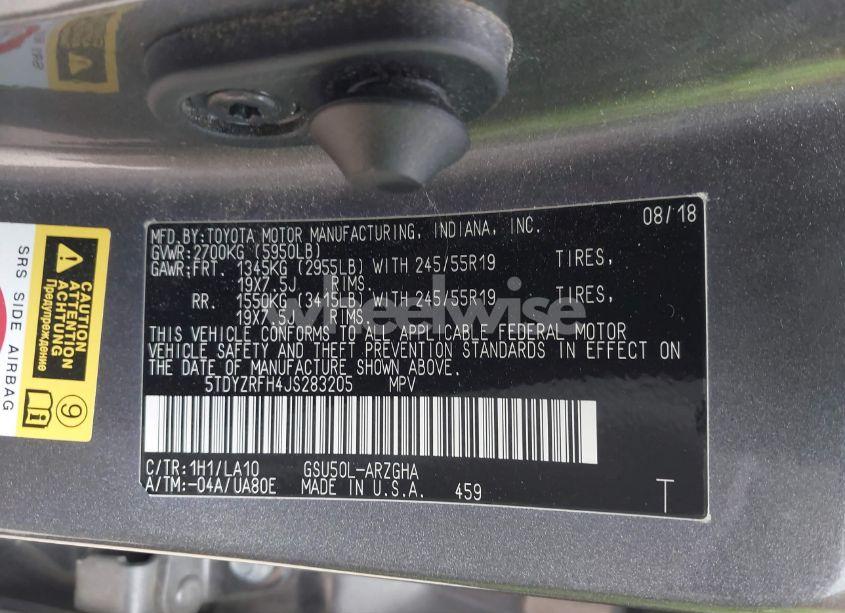 MFD.BY:TOYOTA MOTOR MANUFACTURING, INDIANA, INC. 08/18
GVWR:2700KG (5950LB)
GAWR:FRT. 1345KG (2955LB) WITH 245/55R19 TIRES,
19X7.5J RIMS.
RR. 1550KG (3415LB) WITH 245/55R19 TIRES,
19X7.5J RIMS
THIS VEHICLE CONFORMS TO ALL APPLICABLE FEDERAL MOTOR
VEHICLE SAFETY AND THEFT PREVENTION STANDARDS IN EFFECT ON
THE DATE OF MANUFACTURE SHOWN ABOVE.
5TDYZRFH4JS283205 MPV
C/TR:1H1/LA10 GSU50L-ARZGHA
A/TM:-04A/UA80E MADE IN U.S.A. 459 T
wheelwise
SRS SIDE AIRBAG
CAUTION
ATTENTION
ACHTUNG
Предупреждение
9